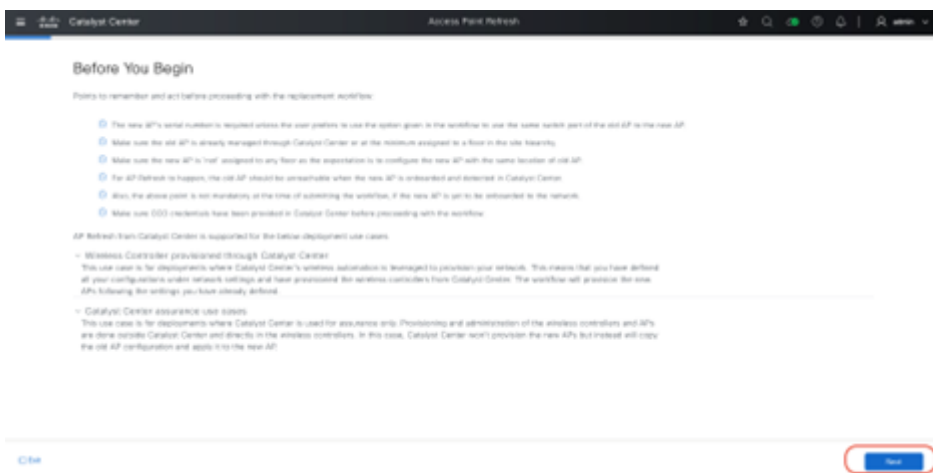 Catalyst Center
Access Point Refresh
admin
Before You Begin
Points to remember and act before proceeding with the replacement workflow:
The new AP's serial number is required unless the user prefers to use the option given in the workflow to use the same switch port of the old AP to the new AP.
Make sure the old AP is already managed through Catalyst Center or at the minimum assigned to a floor in the site hierarchy.
Make sure the new AP is 'not' assigned to any floor as the expectation is to configure the new AP with the same location of old AP.
For AP Refresh to happen, the old AP should be unreachable when the new AP is onboarded and detected in Catalyst Center.
Also, the above point is not mandatory at the time of submitting the workflow, if the new AP is yet to be onboarded to the network.
Make sure CCO credentials have been provided in Catalyst Center before proceeding with the workflow.
AP Refresh from Catalyst Center is supported for the below deployment use cases
Wireless Controller provisioned through Catalyst Center
This use case is for deployments where Catalyst Center's wireless automation is leveraged to provision your network. This means that you have defined
all your configurations under network settings and have provisioned the wireless controllers from Catalyst Center. The workflow will provision the new
APs following the settings you have already defined.
Catalyst Center assurance use cases
This use case is for deployments where Catalyst Center is used for assurance only. Provisioning and administration of the wireless controllers and APs
are done outside Catalyst Center and directly in the wireless controllers. In this case, Catalyst Center won't provision the new APs but instead will copy
the old AP configuration and apply it to the new AP.
Exit
Next